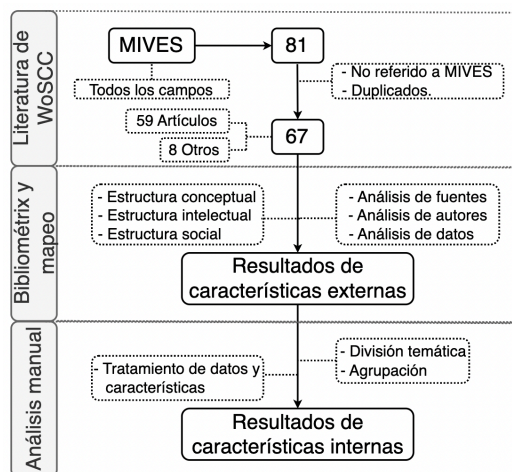 Literatura de
WoSCC
MIVES
81
Todos los campos
- No referido a MIVES
- Duplicados.
59 Artículos
8 Otros
67
Bibliométrix y
mapeo
- Estructura conceptual
- Estructura intelectual
- Estructura social
- Análisis de fuentes
- Análisis de autores
- Análisis de datos
Resultados de
características externas
Análisis manual
- Tratamiento de datos y
características
- División temática
- Agrupación
Resultados de
características internas